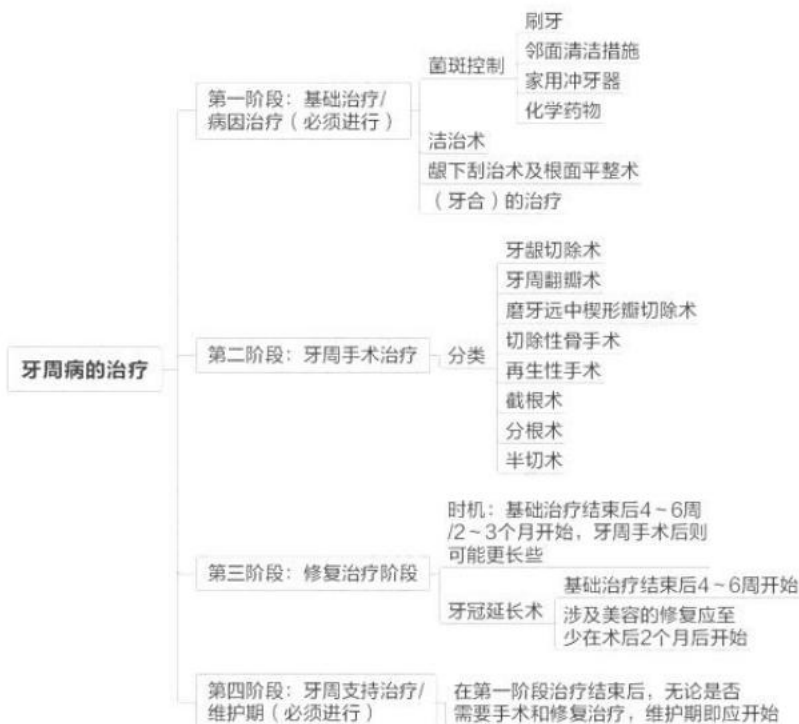 牙周病的治疗
第一阶段：基础治疗/
病因治疗（必须进行）
菌斑控制
刷牙
邻面清洁措施
家用冲牙器
化学药物
洁治术
龈下刮治术及根面平整术
（牙合）的治疗
第二阶段：牙周手术治疗
分类
牙龈切除术
牙周翻瓣术
磨牙远中楔形瓣切除术
切除性骨手术
再生性手术
截根术
分根术
半切术
第三阶段：修复治疗阶段
时机：基础治疗结束后4～6周
/2～3个月开始，牙周手术后则
可能更长些
牙冠延长术
基础治疗结束后4～6周开始
涉及美容的修复应至
少在术后2个月后开始
第四阶段：牙周支持治疗/
维护期（必须进行）
在第一阶段治疗结束后，无论是否
需要手术和修复治疗，维护期即应开始